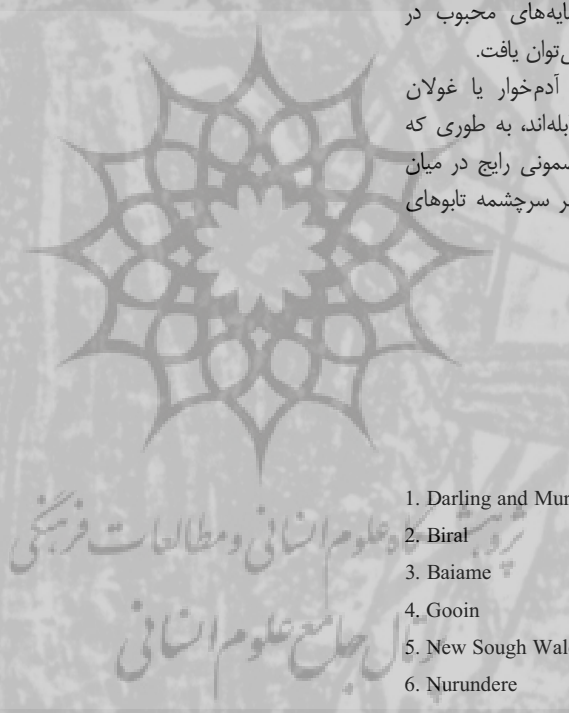 ایه‌های محبوب در
ی‌توان یافت.
آدم‌خوار یا غولان
بله‌اند، به طوری که
سمونی رایج در میان
ر سرچشمه تابوهای
1. Darling and Mur
2. Biral
3. Baiame
4. Gooin
5. New Sough Wal
6. Nurundere
پژوهشگاه علوم انسانی و مطالعات فرهنگی
پرتال جامع علوم انسانی